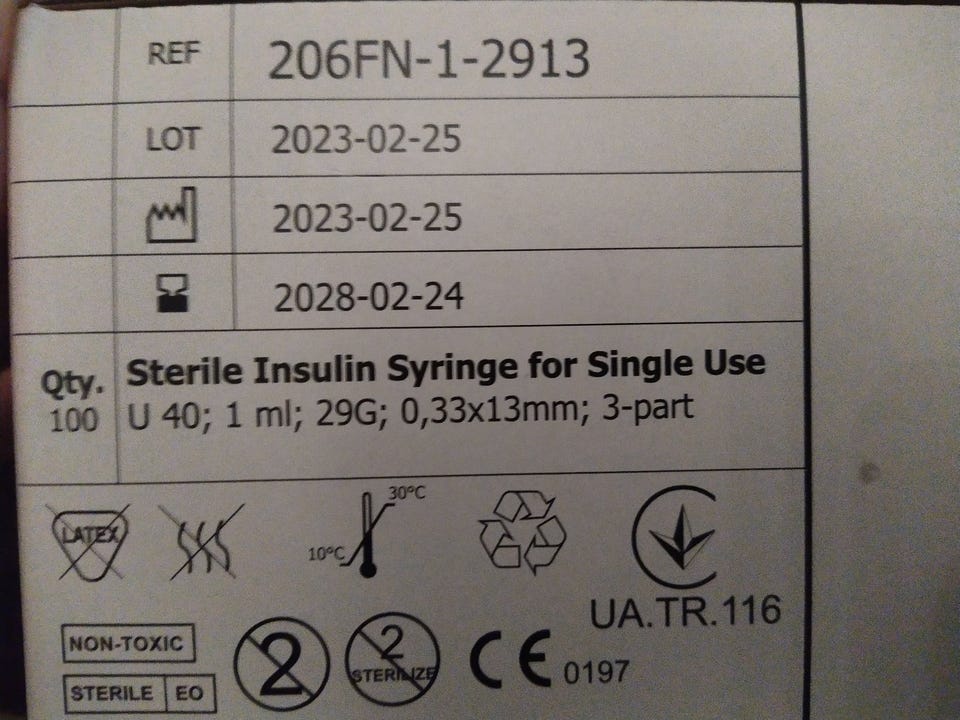 REF 206FN-1-2913
LOT 2023-02-25
2023-02-25
2028-02-24
Qty. Sterile Insulin Syringe for Single Use
100 U 40; 1 ml; 29G; 0,33x13mm; 3-part
LATEX
30°C
10°C
UA.TR.116
NON-TOXIC
STERILE EO
2
2
STERILIZE
CE 0197